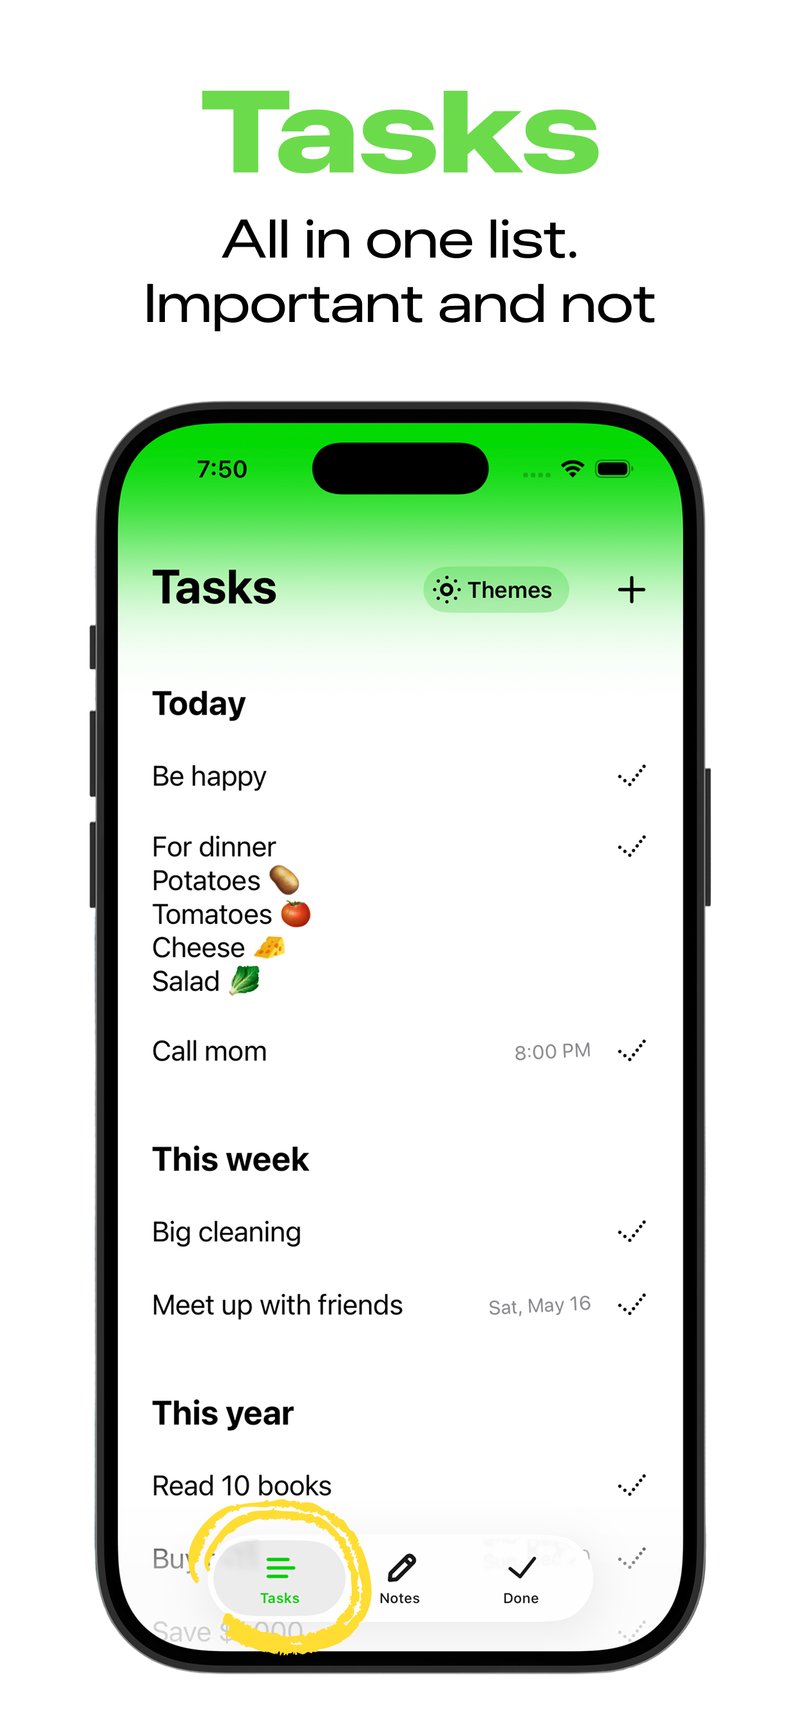 Tasks
All in one list.
Important and not
7:50
Tasks
Themes
Today
Be happy
For dinner
Potatoes 🥔
Tomatoes 🍅
Cheese 🧀
Salad 🥬
Call mom 8:00 PM
This week
Big cleaning
Meet up with friends Sat, May 16
This year
Read 10 books
Buy
Save
Tasks
Notes
Done